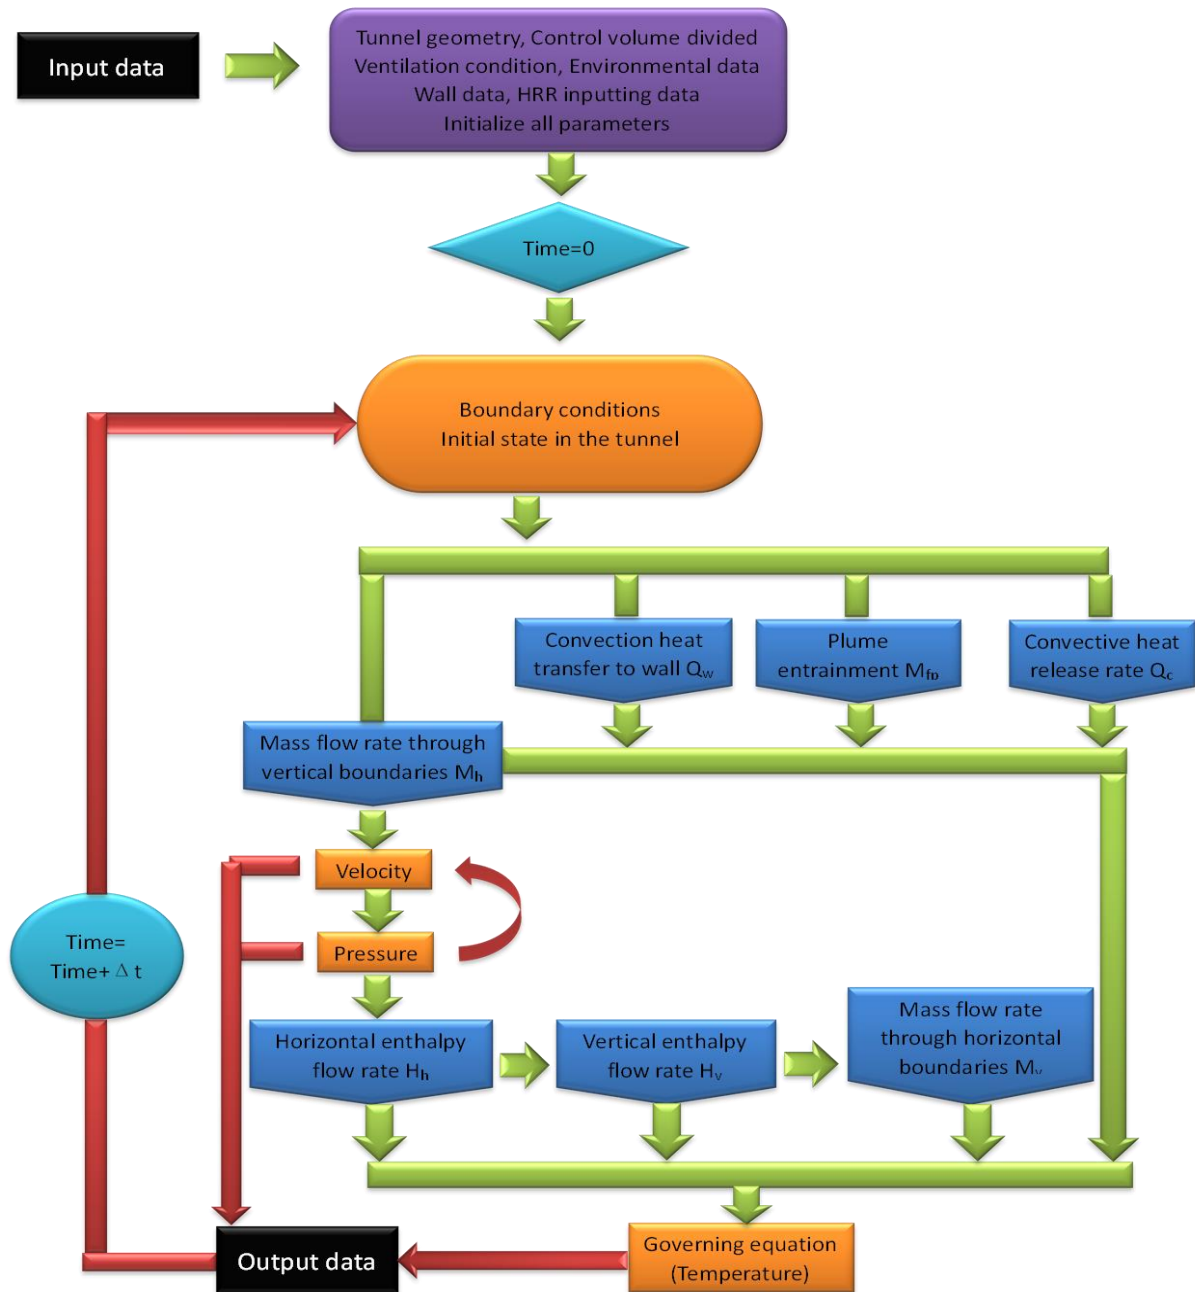 Input data
Tunnel geometry, Control volume divided
Ventilation condition, Environmental data
Wall data, HRR inputting data
Initialize all parameters
Time=0
Boundary conditions
Initial state in the tunnel
Convection heat
transfer to wall Qw
Plume
entrainment Mfp
Convective heat
release rate Qc
Mass flow rate through
vertical boundaries Mh
Velocity
Pressure
Time=
Time+ Δ t
Horizontal enthalpy
flow rate Hh
Vertical enthalpy
flow rate Hv
Mass flow rate
through horizontal
boundaries Mv
Governing equation
(Temperature)
Output data